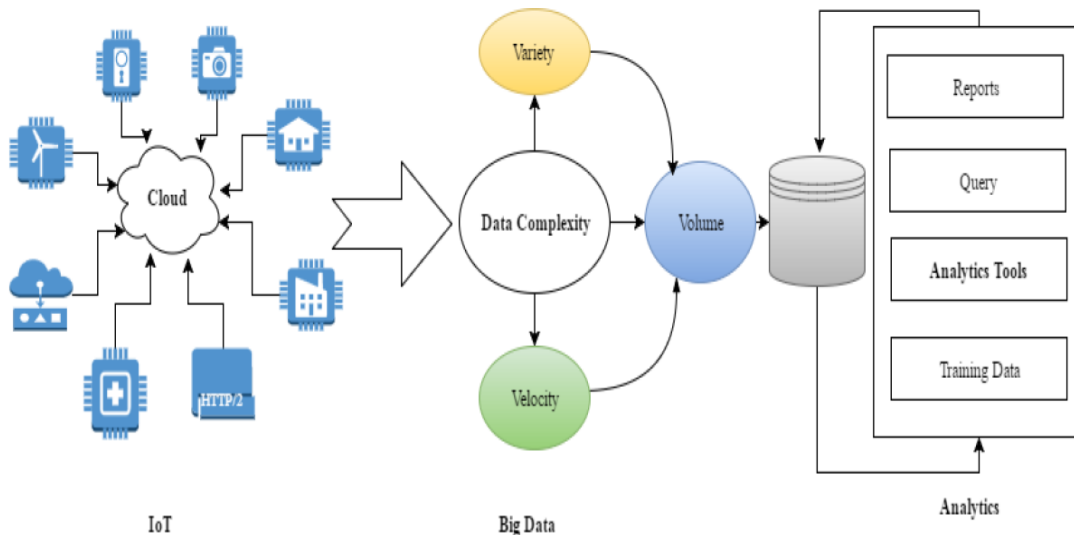 Cloud
HTTP/2
IoT
Variety
Data Complexity
Volume
Velocity
Big Data
Reports
Query
Analytics Tools
Training Data
Analytics